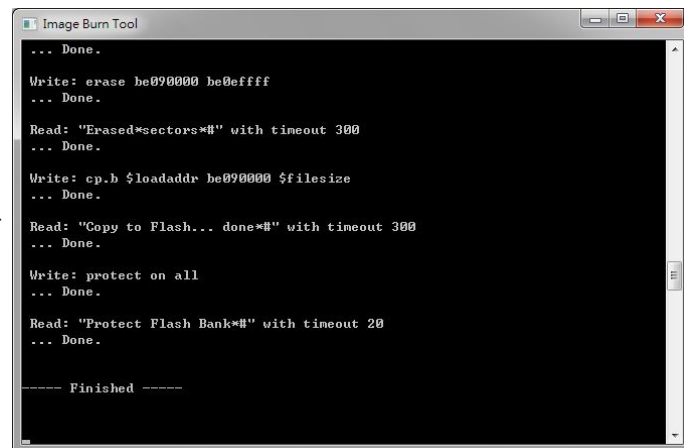 Image Burn Tool
... Done.
Write: erase be090000 be0effff
... Done.
Read: "Erased*sectors*#" with timeout 300
... Done.
Write: cp.b $loadaddr be090000 $filesize
... Done.
Read: "Copy to Flash... done*#" with timeout 300
... Done.
Write: protect on all
... Done.
Read: "Protect Flash Bank*#" with timeout 20
... Done.
----- Finished -----